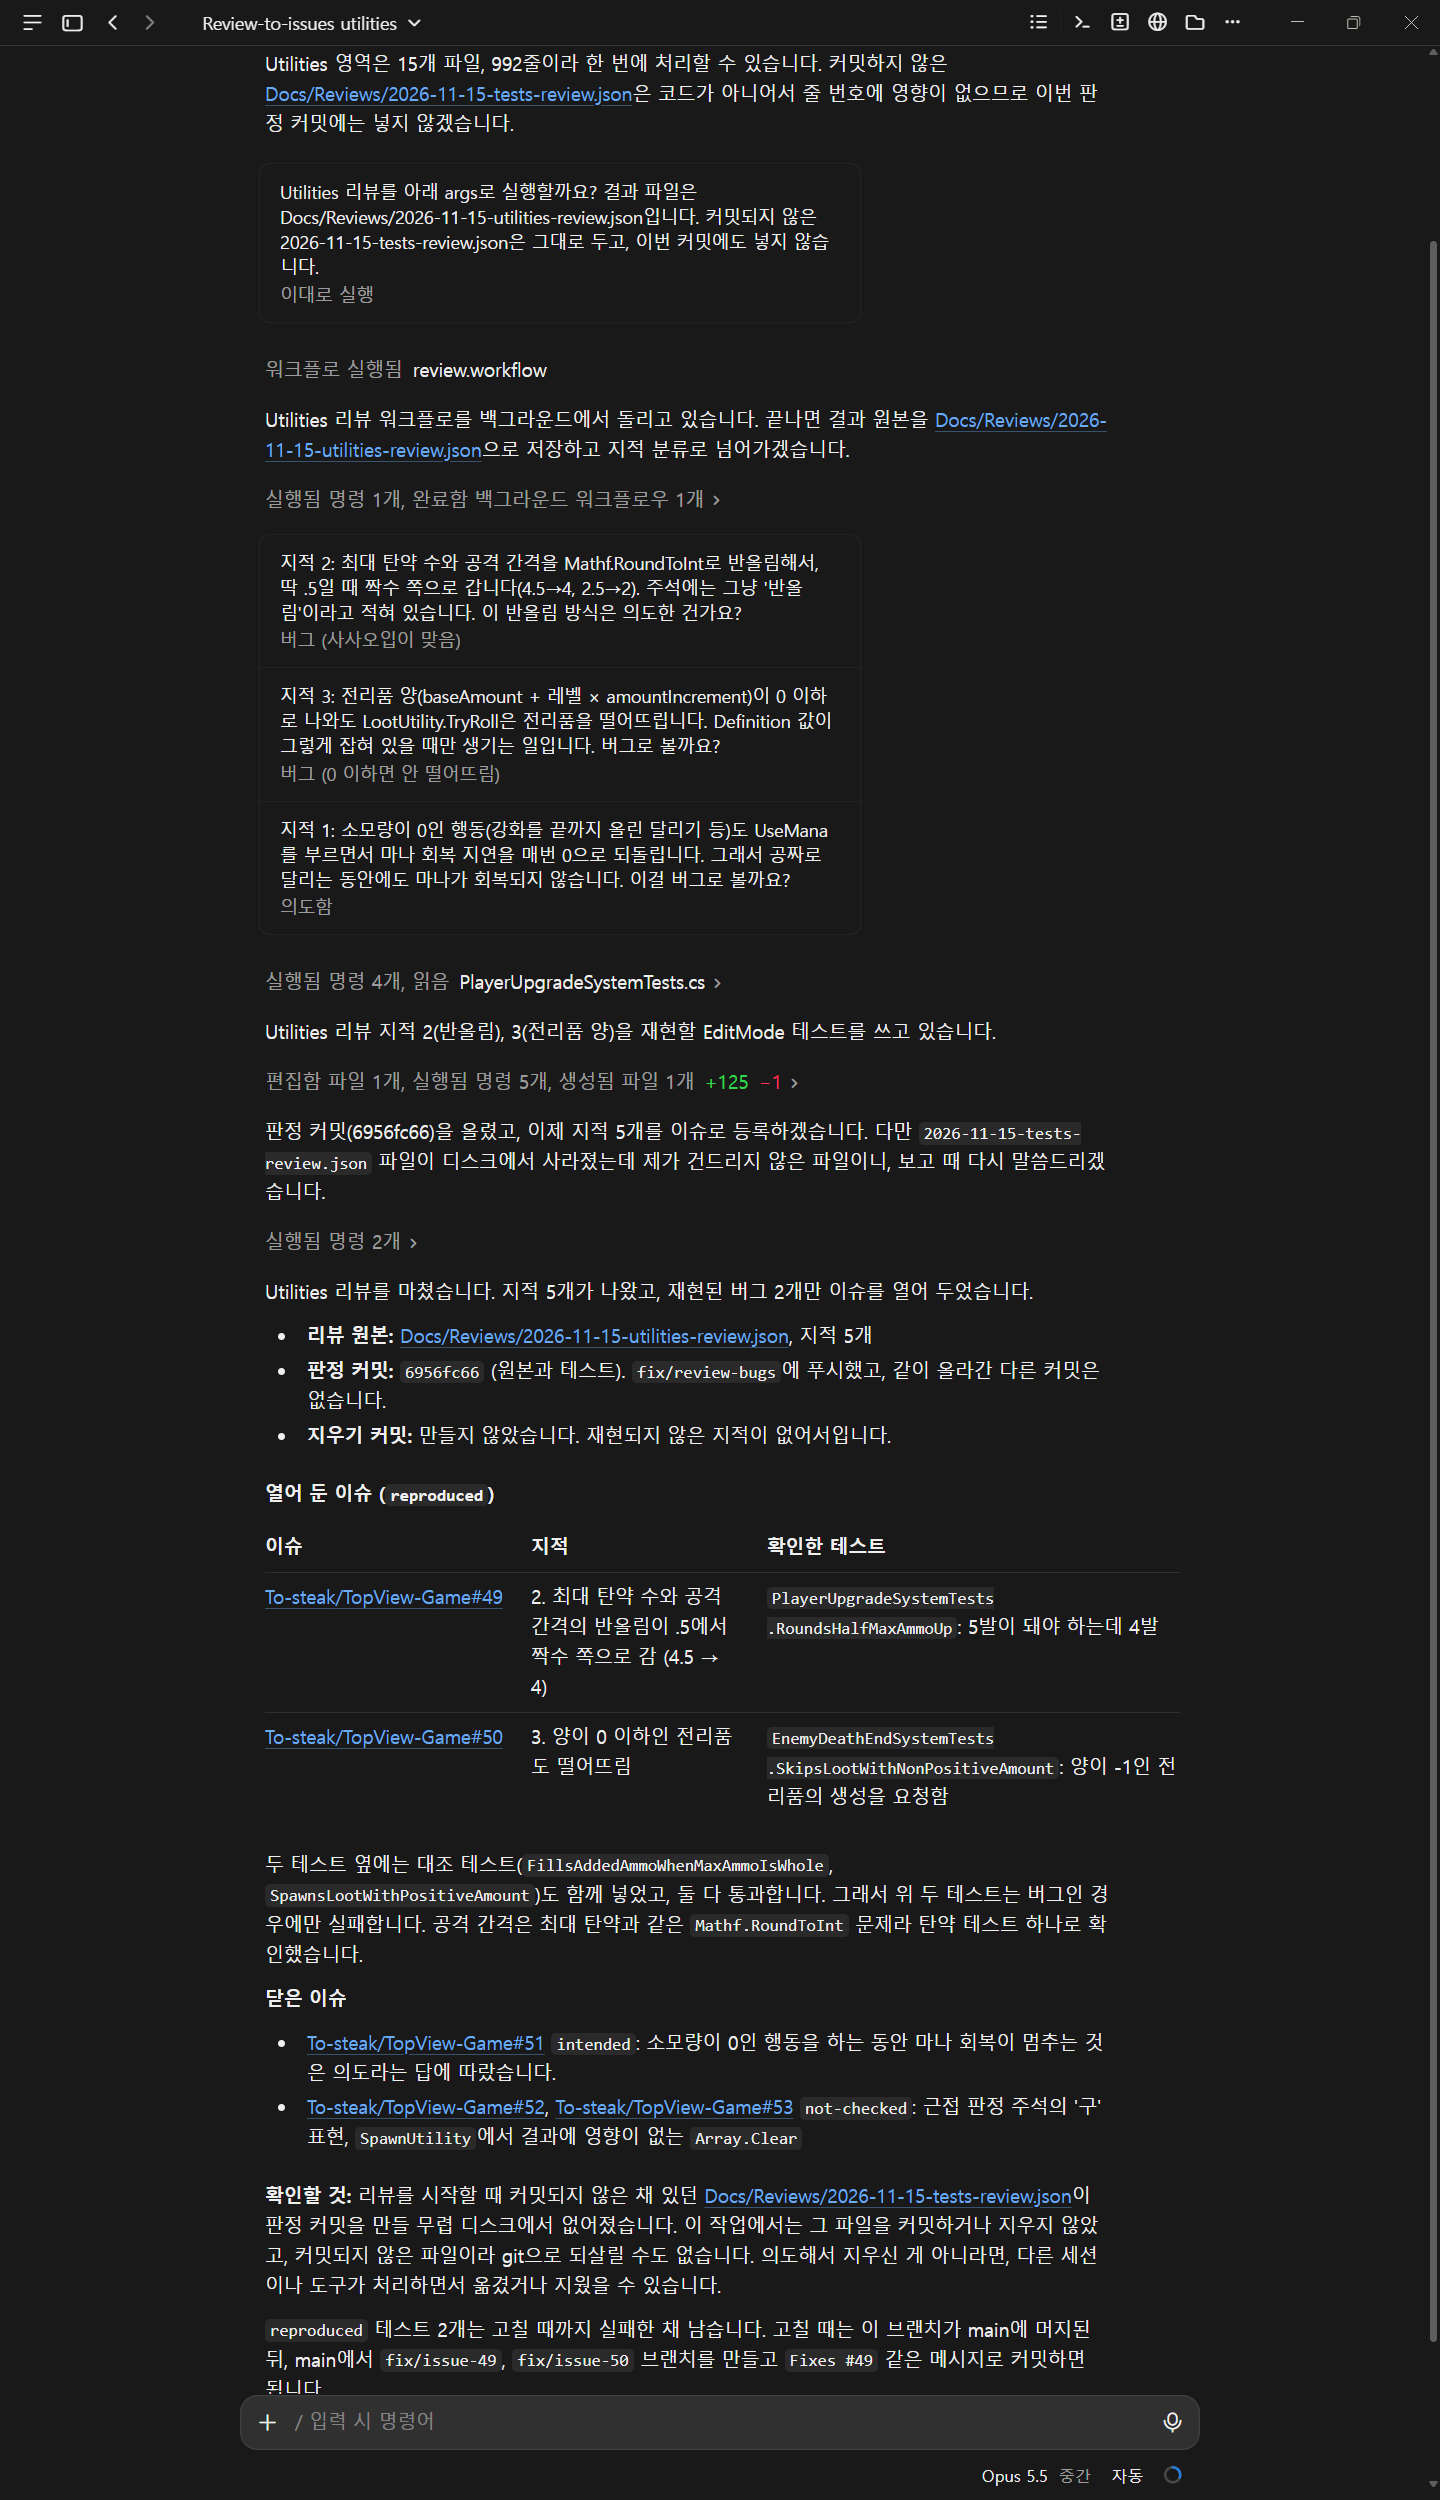 Review-to-issues utilities
Utilities 영역은 15개 파일, 992줄이라 한 번에 처리할 수 있습니다. 커밋하지 않은
Docs/Reviews/2026-11-15-tests-review.json은 코드가 아니어서 줄 번호에 영향이 없으므로 이번 판
정 커밋에는 넣지 않겠습니다.
Utilities 리뷰를 아래 args로 실행할까요? 결과 파일은
Docs/Reviews/2026-11-15-utilities-review.json입니다. 커밋되지 않은
2026-11-15-tests-review.json은 그대로 두고, 이번 커밋에도 넣지 않습
니다.
이대로 실행
워크플로 실행됨 review.workflow
Utilities 리뷰 워크플로를 백그라운드에서 돌리고 있습니다. 끝나면 결과 원본을 Docs/Reviews/2026-
11-15-utilities-review.json으로 저장하고 지적 분류로 넘어가겠습니다.
실행됨 명령 1개, 완료함 백그라운드 워크플로우 1개 >
지적 2: 최대 탄약 수와 공격 간격을 Mathf.RoundToInt로 반올림해서,
딱 .5일 때 짝수 쪽으로 갑니다(4.5→4, 2.5→2). 주석에는 그냥 '반올
림'이라고 적혀 있습니다. 이 반올림 방식은 의도한 건가요?
버그 (사사오입이 맞음)
지적 3: 전리품 양(baseAmount + 레벨 × amountIncrement)이 0 이하
로 나와도 LootUtility.TryRoll은 전리품을 떨어뜨립니다. Definition 값이
그렇게 잡혀 있을 때만 생기는 일입니다. 버그로 볼까요?
버그 (0 이하면 안 떨어뜨림)
지적 1: 소모량이 0인 행동(강화를 끝까지 올린 달리기 등)도 UseMana
를 부르면서 마나 회복 지연을 매번 0으로 되돌립니다. 그래서 공짜로
달리는 동안에도 마나가 회복되지 않습니다. 이걸 버그로 볼까요?
의도함
실행됨 명령 4개, 읽음 PlayerUpgradeSystemTests.cs >
Utilities 리뷰 지적 2(반올림), 3(전리품 양)을 재현할 EditMode 테스트를 쓰고 있습니다.
편집함 파일 1개, 실행됨 명령 5개, 생성됨 파일 1개 +125 −1 >
판정 커밋(6956fc66)을 올렸고, 이제 지적 5개를 이슈로 등록하겠습니다. 다만 2026-11-15-tests-
review.json 파일이 디스크에서 사라졌는데 제가 건드리지 않은 파일이니, 보고 때 다시 말씀드리겠
습니다.
실행됨 명령 2개 >
Utilities 리뷰를 마쳤습니다. 지적 5개가 나왔고, 재현된 버그 2개만 이슈를 열어 두었습니다.
• 리뷰 원본: Docs/Reviews/2026-11-15-utilities-review.json, 지적 5개
• 판정 커밋: 6956fc66 (원본과 테스트). fix/review-bugs에 푸시했고, 같이 올라간 다른 커밋은
없습니다.
• 지우기 커밋: 만들지 않았습니다. 재현되지 않은 지적이 없어서입니다.
열어 둔 이슈 (reproduced)
이슈 지적 확인한 테스트
To-steak/TopView-Game#49 2. 최대 탄약 수와 공격 PlayerUpgradeSystemTests
간격의 반올림이 .5에서 .RoundsHalfMaxAmmoUp: 5발이 돼야 하는데 4발
짝수 쪽으로 감 (4.5 →
4)
To-steak/TopView-Game#50 3. 양이 0 이하인 전리품 EnemyDeathEndSystemTests
도 떨어뜨림 .SkipsLootWithNonPositiveAmount: 양이 -1인 전
리품의 생성을 요청함
두 테스트 옆에는 대조 테스트(FillsAddedAmmoWhenMaxAmmoIsWhole,
SpawnsLootWithPositiveAmount)도 함께 넣었고, 둘 다 통과합니다. 그래서 위 두 테스트는 버그인 경
우에만 실패합니다. 공격 간격은 최대 탄약과 같은 Mathf.RoundToInt 문제라 탄약 테스트 하나로 확
인했습니다.
닫은 이슈
• To-steak/TopView-Game#51 intended: 소모량이 0인 행동을 하는 동안 마나 회복이 멈추는 것
은 의도라는 답에 따랐습니다.
• To-steak/TopView-Game#52, To-steak/TopView-Game#53 not-checked: 근접 판정 주석의 '구'
표현, SpawnUtility에서 결과에 영향이 없는 Array.Clear
확인할 것: 리뷰를 시작할 때 커밋되지 않은 채 있던 Docs/Reviews/2026-11-15-tests-review.json이
판정 커밋을 만들 무렵 디스크에서 없어졌습니다. 이 작업에서는 그 파일을 커밋하거나 지우지 않았
고, 커밋되지 않은 파일이라 git으로 되살릴 수도 없습니다. 의도해서 지우신 게 아니라면, 다른 세션
이나 도구가 처리하면서 옮겼거나 지웠을 수 있습니다.
reproduced 테스트 2개는 고칠 때까지 실패한 채 남습니다. 고칠 때는 이 브랜치가 main에 머지된
뒤, main에서 fix/issue-49, fix/issue-50 브랜치를 만들고 Fixes #49 같은 메시지로 커밋하면
됩니다
/ 입력 시 명령어
Opus 5.5 중간 자동